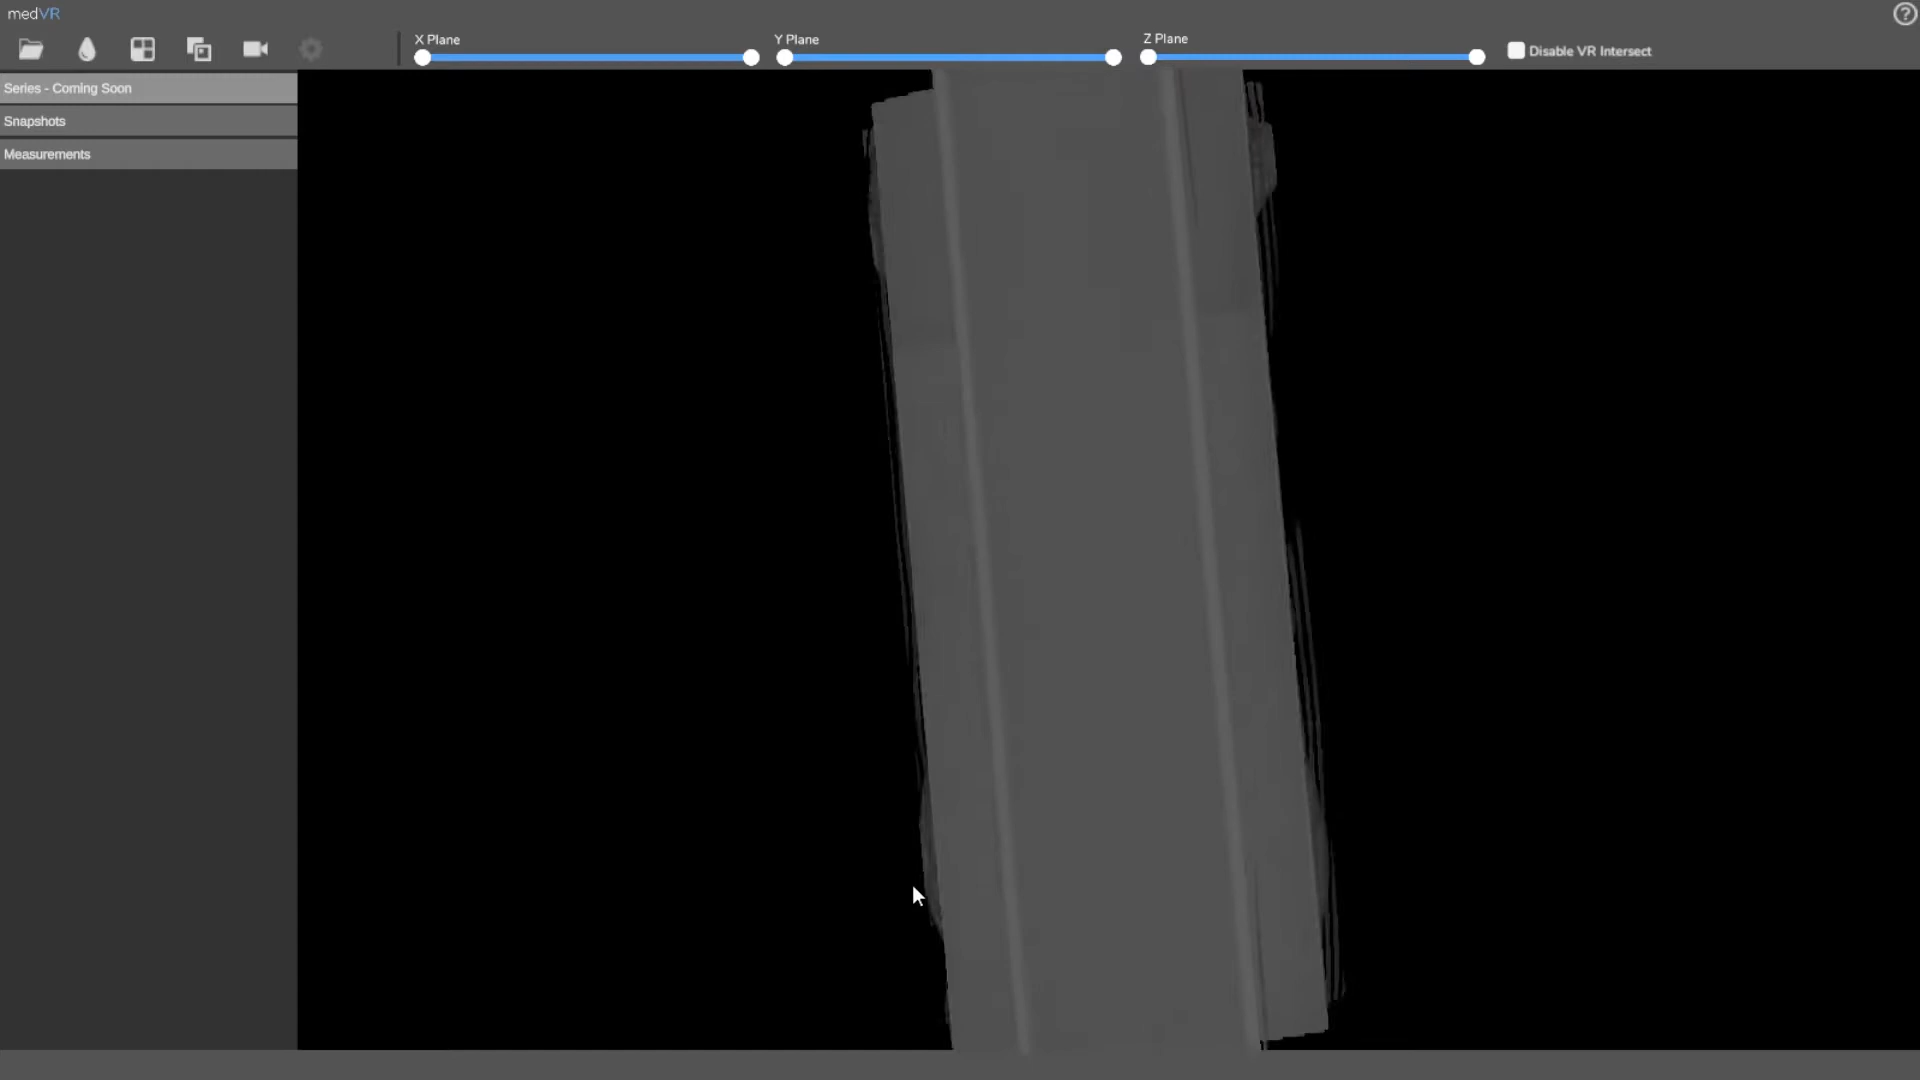 medVR
X Plane
Y Plane
Z Plane
Disable VR Intersect
Series - Coming Soon
Snapshots
Measurements